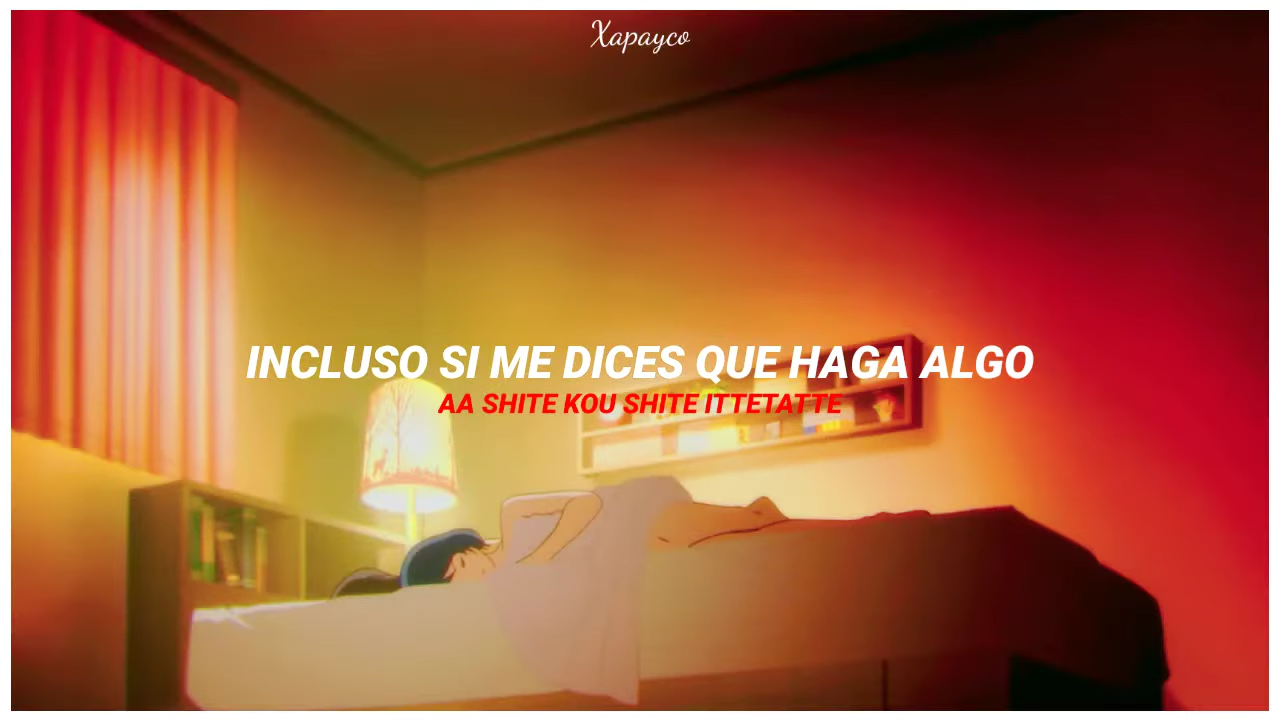 Xapayco
INCLUSO SI ME DICES QUE HAGA ALGO
AA SHITE KOU SHITE ITTETATTE